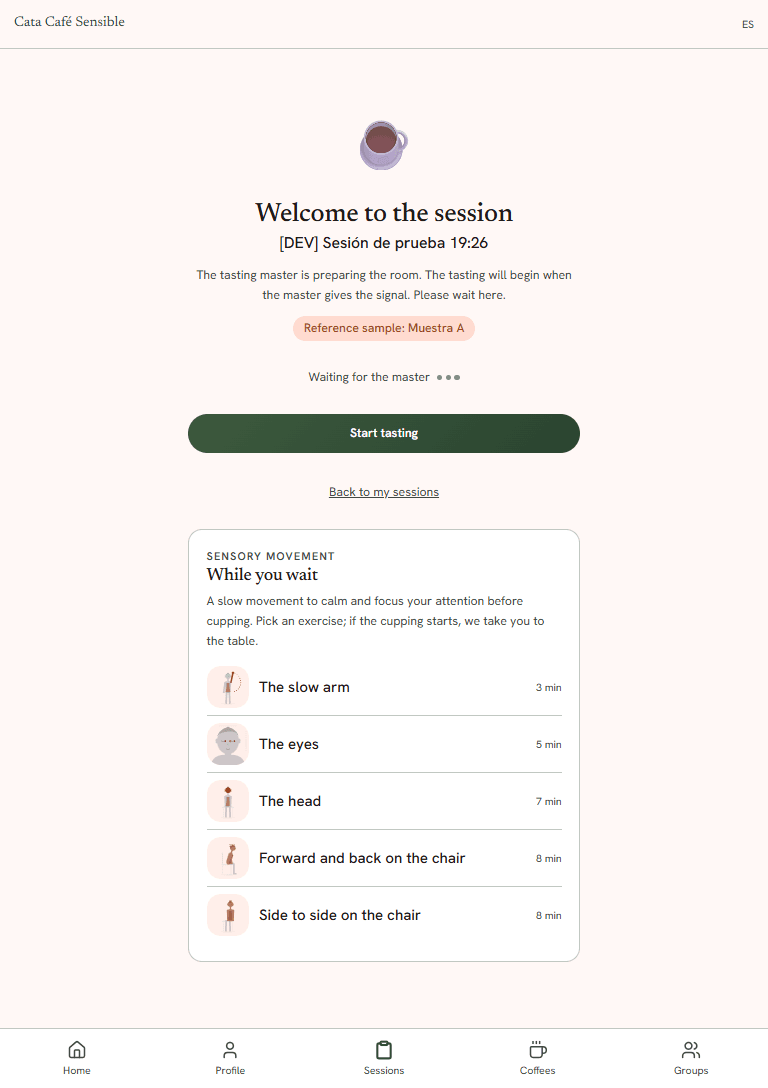 Cata Café Sensible
ES
Welcome to the session
[DEV] Sesión de prueba 19:26
The tasting master is preparing the room. The tasting will begin when
the master gives the signal. Please wait here.
Reference sample: Muestra A
Waiting for the master
Start tasting
Back to my sessions
SENSORY MOVEMENT
While you wait
A slow movement to calm and focus your attention before
cupping. Pick an exercise; if the cupping starts, we take you to
the table.
The slow arm 3 min
The eyes 5 min
The head 7 min
Forward and back on the chair 8 min
Side to side on the chair 8 min
Home Profile Sessions Coffees Groups